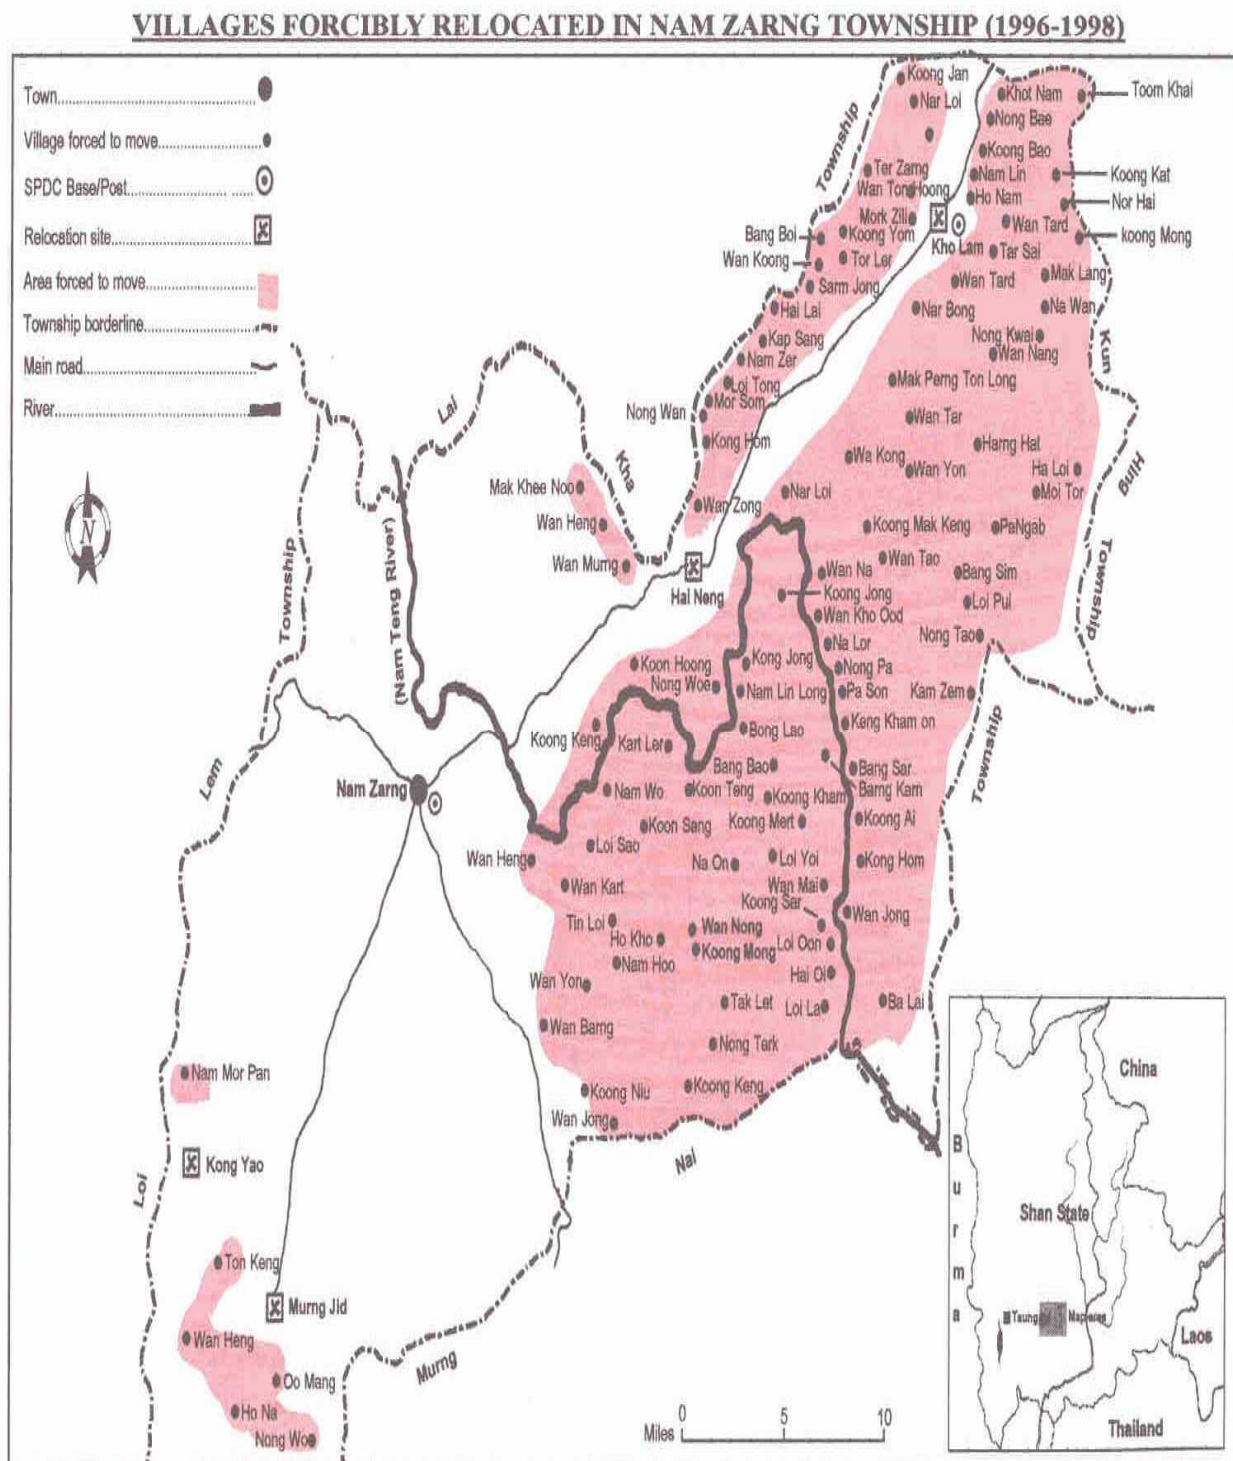 VILLAGES FORCIBLY RELOCATED IN NAM ZARNG TOWNSHIP (1996-1998)
Town
Village forced to move
SPDC Base/Post
Relocation site
Area forced to move
Township borderline
Main road
River
N
Koong Jan
Nar Loi
Township
Ter Zarng
Wan Ton
Hoong
Mork Zili
Bang Boi
Koong Yom
Wan Koong
Tor Ler
Sarm Jong
Hai Lai
Kap Sang
Nam Zer
Loi Tong
Mor Som
Nong Wan
Kong Hom
Wan Zong
Khot Nam
Toom Khai
Nong Bae
Koong Bao
Nam Lin
Koong Kat
Ho Nam
Nor Hai
Wan Tard
koong Mong
Kho Lam
Tar Sai
Wan Tard
Mak Lang
Nar Bong
Na Wan
Nong Kwai
Wan Nang
Kun
Hing
Township
Mak Perng Ton Long
Wan Tar
Harng Hat
Wa Kong
Wan Yon
Ha Loi
Moi Tor
Nar Loi
Koong Mak Keng
PaNgab
Wan Tao
Wan Na
Bang Sim
Koong Jong
Loi Pui
Wan Kho Ood
Na Lor
Nong Tao
Nong Pa
Pa Son
Kam Zem
Keng Kham on
Township
Lai
Kha
Mak Khee Noo
Wan Heng
Wan Murng
Hai Neng
(Nam Teng River)
Township
Lem
Koon Hoong
Kong Jong
Nong Woe
Nam Lin Long
Koong Keng
Kart Ler
Bong Lao
Bang Bao
Bang Sar
Barng Kam
Nam Zarng
Nam Wo
Koon Teng
Koong Kham
Koon Sang
Koong Mert
Koong Ai
Loi Sao
Wan Heng
Na On
Loi Yoi
Kong Hom
Wan Kart
Wan Mai
Koong Sar
Tin Loi
Wan Nong
Wan Jong
Ho Kho
Koong Mong
Loi Oon
Nam Hoo
Wan Yon
Hai Oi
Tak Let
Loi La
Ba Lai
Wan Barng
Nong Terk
Koong Niu
Koong Keng
Wan Jong
Nai
Nam Mor Pan
Kong Yao
Loi
Ton Keng
Murng Jid
Wan Heng
Oo Mang
Ho Na
Nong Wo
Murng
Miles 0 5 10
China
Burma
Shan State
Laos
Thailand